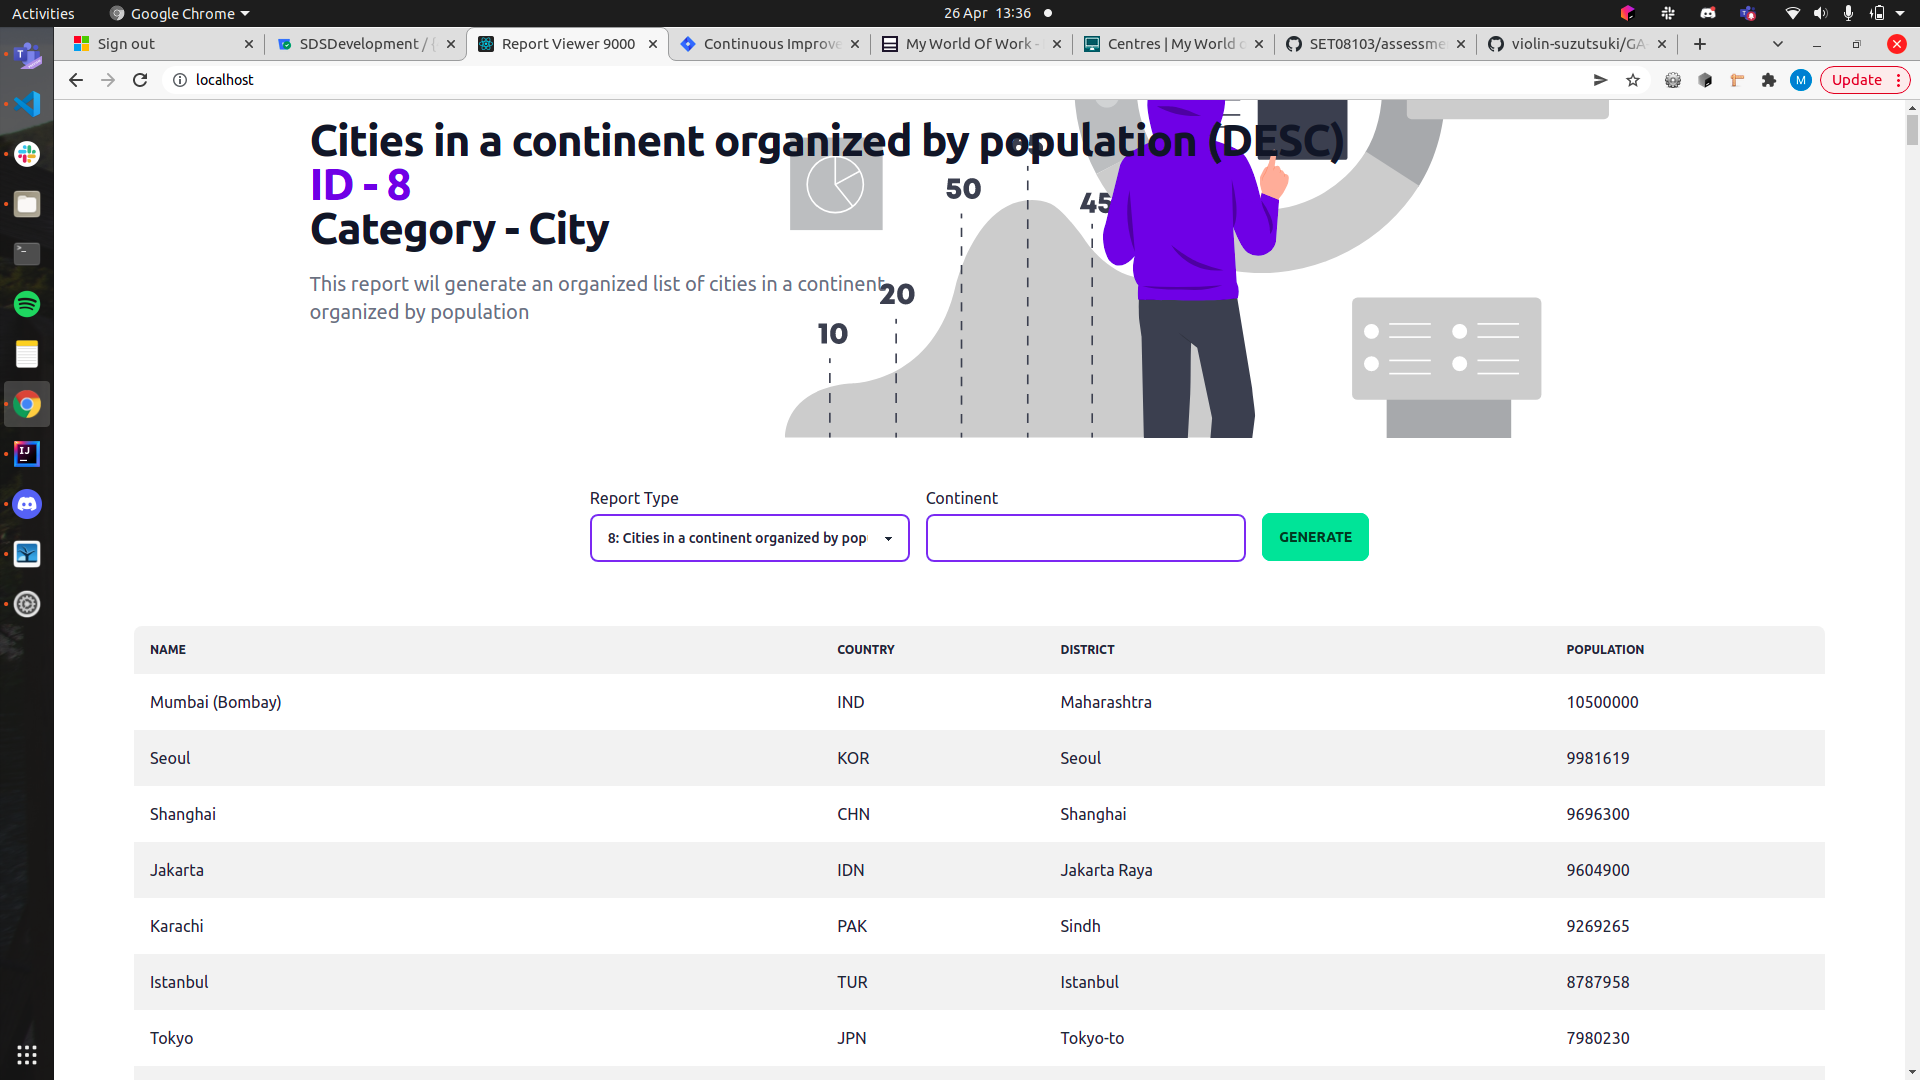 Activities
Google Chrome
26 Apr 13:36
Sign out
SDSDevelopment / {
Report Viewer 9000
Continuous Improve
My World Of Work -
Centres | My World o
SET08103/assessme
violin-suzutsuki/GA
localhost
M
Update
Cities in a continent organized by population (DESC)
ID - 8
Category - City
This report wil generate an organized list of cities in a continent
organized by population
10
20
50
45
Report Type
Continent
8: Cities in a continent organized by pop
GENERATE
NAME COUNTRY DISTRICT POPULATION
Mumbai (Bombay) IND Maharashtra 10500000
Seoul KOR Seoul 9981619
Shanghai CHN Shanghai 9696300
Jakarta IDN Jakarta Raya 9604900
Karachi PAK Sindh 9269265
Istanbul TUR Istanbul 8787958
Tokyo JPN Tokyo-to 7980230